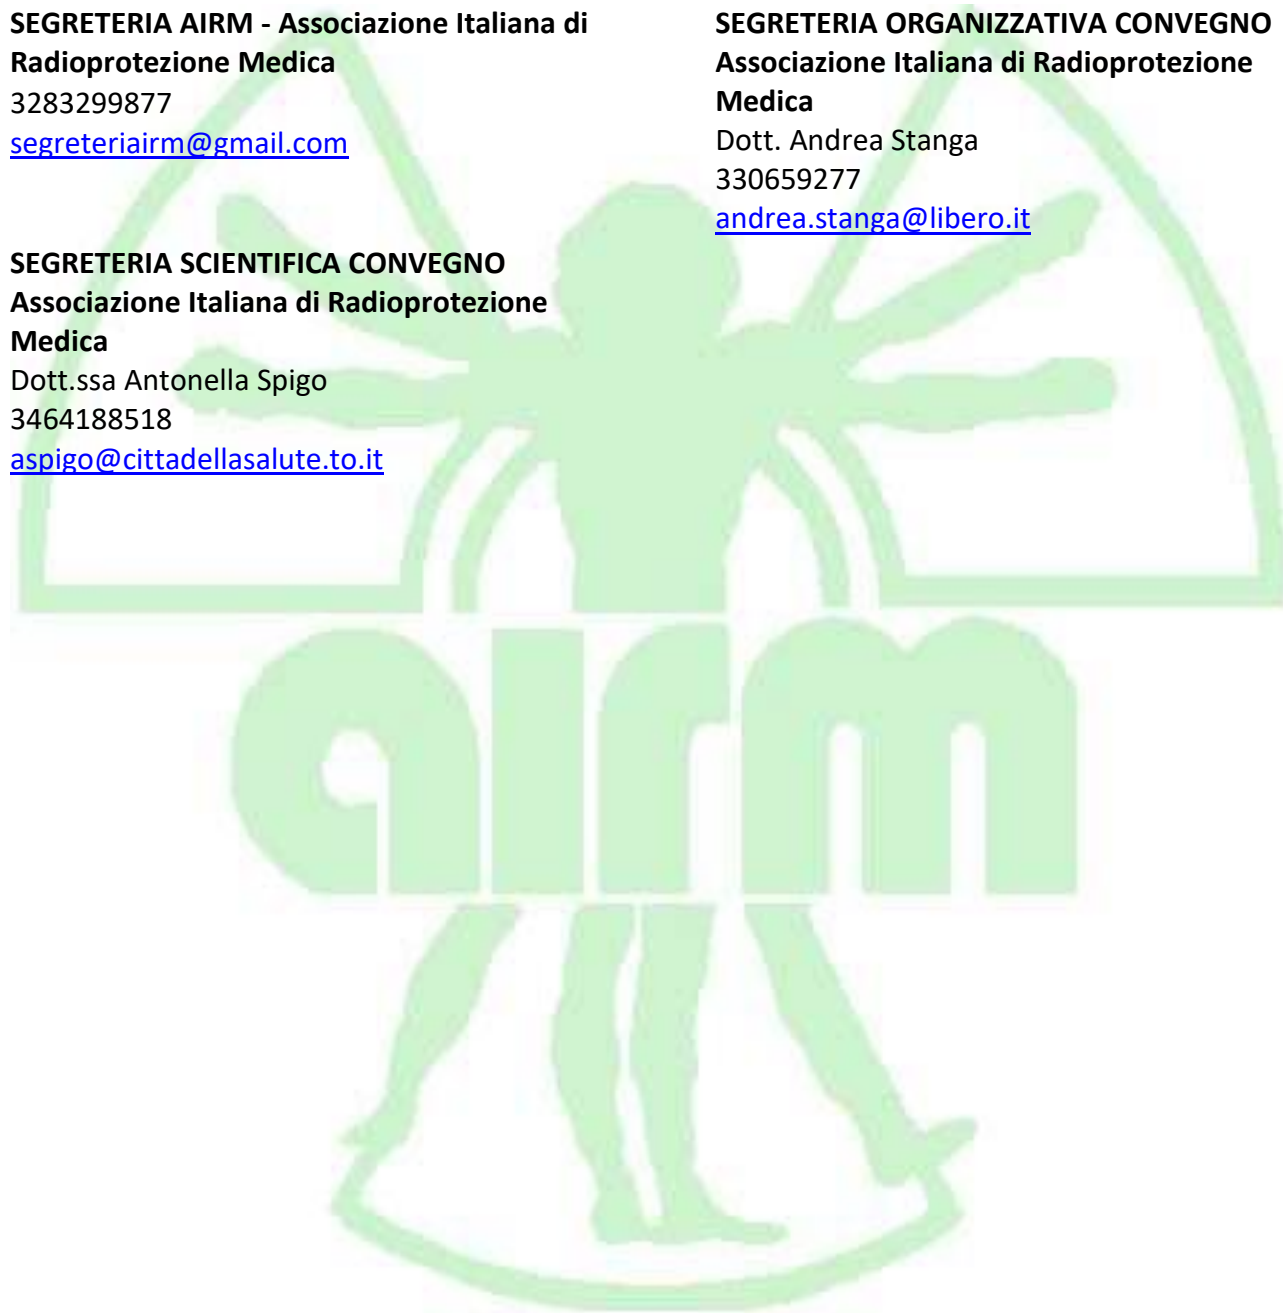 SEGRETERIA AIRM - Associazione Italiana di
Radioprotezione Medica
3283299877
segreteriairm@gmail.com
SEGRETERIA SCIENTIFICA CONVEGNO
Associazione Italiana di Radioprotezione
Medica
Dott.ssa Antonella Spigo
3464188518
aspigo@cittadellasalute.to.it
SEGRETERIA ORGANIZZATIVA CONVEGNO
Associazione Italiana di Radioprotezione
Medica
Dott. Andrea Stanga
330659277
andrea.stanga@libero.it
airm